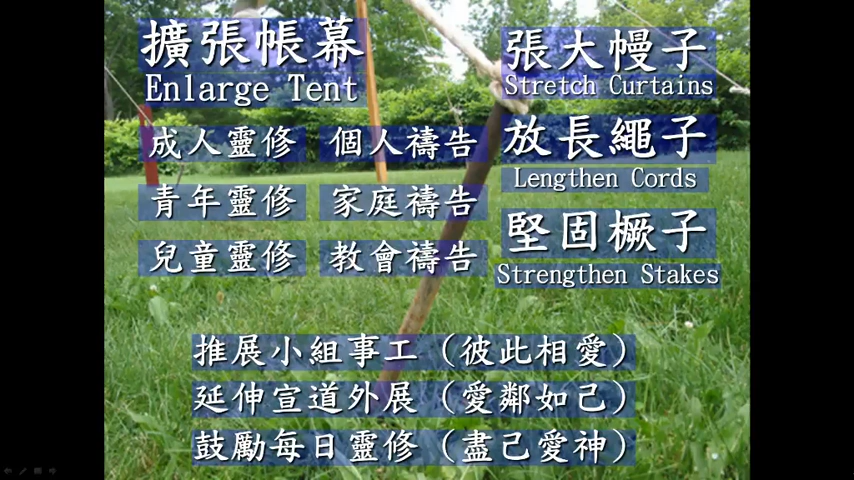 擴張帳幕
Enlarge Tent
張大幔子
Stretch Curtains
放長繩子
Lengthen Cords
堅固橛子
Strengthen Stakes
成人靈修 個人禱告
青年靈修 家庭禱告
兒童靈修 教會禱告
推展小組事工(彼此相愛)
延伸宣道外展(愛鄰如己)
鼓勵每日靈修(盡己愛神)